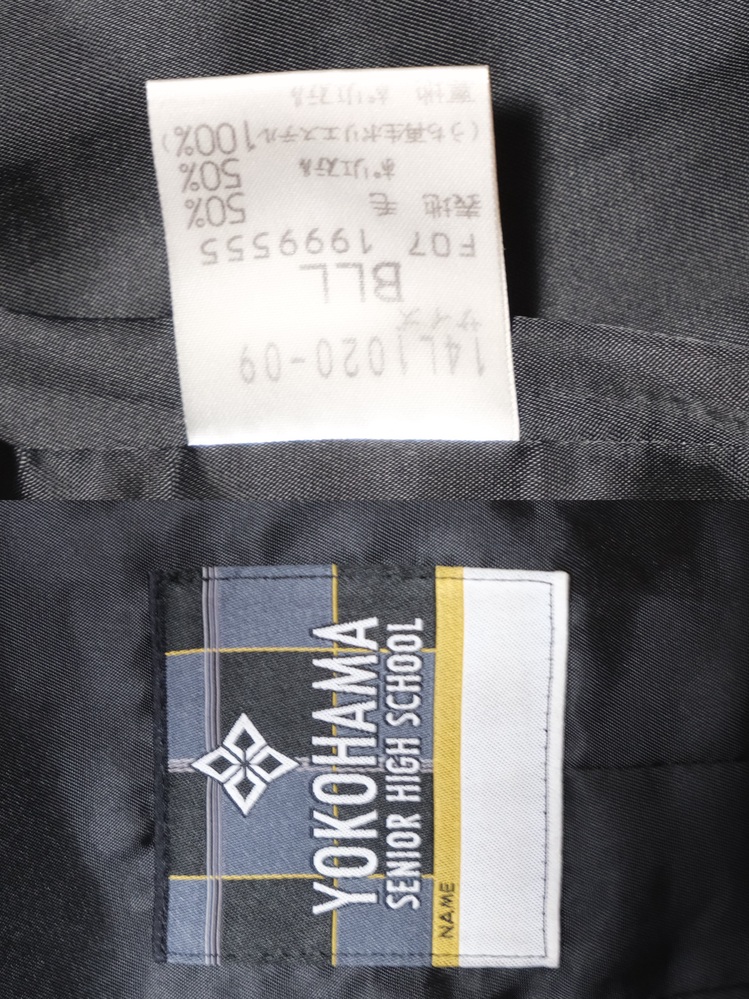 14L1020-09
サイズ
BLL
F07 1999555
表地 毛 50%
ﾎﾟﾘｴｽﾃﾙ 50%
(うち再生ポリエステル100%)
裏地 ﾎﾟﾘｴｽﾃﾙ
YOKOHAMA
SENIOR HIGH SCHOOL
NAME